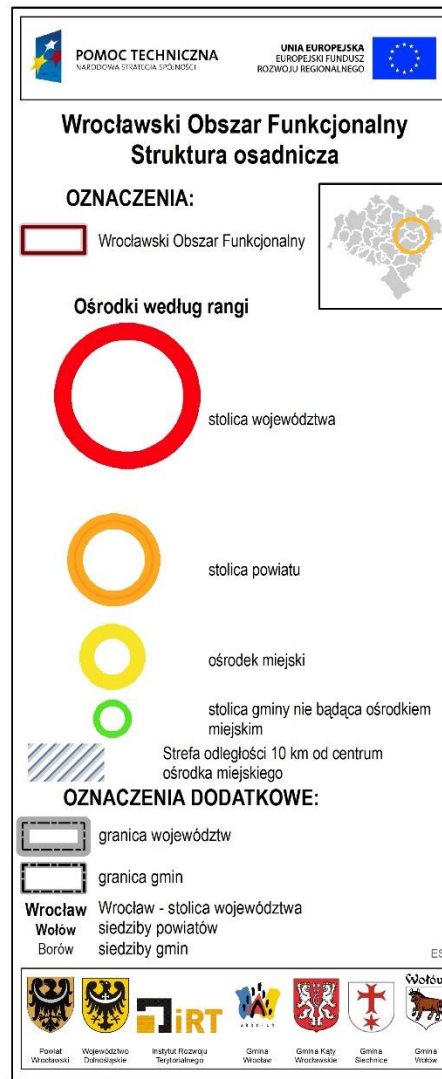 POMOC TECHNICZNA
NARODOWA STRATEGIA SPÓJNOŚCI
UNIA EUROPEJSKA
EUROPEJSKI FUNDUSZ
ROZWOJU REGIONALNEGO
Wrocławski Obszar Funkcjonalny
Struktura osadnicza
OZNACZENIA:
Wrocławski Obszar Funkcjonalny
Ośrodki według rangi
stolica województwa
stolica powiatu
ośrodek miejski
stolica gminy nie bądąca ośrodkiem
miejskim
Strefa odległości 10 km od centrum
ośrodka miejskiego
OZNACZENIA DODATKOWE:
granica województw
granica gmin
Wrocław Wrocław - stolica województwa
Wołów siedziby powiatów
Borów siedziby gmin
ES
iRT
Wołów
Powiat
Wrocławski
Województwo
Dolnośląskie
Instytut Rozwoju
Terytorialnego
Gmina
Wrocław
Gmina Kąty
Wrocławskie
Gmina
Siechnice
Gmina
Wołów